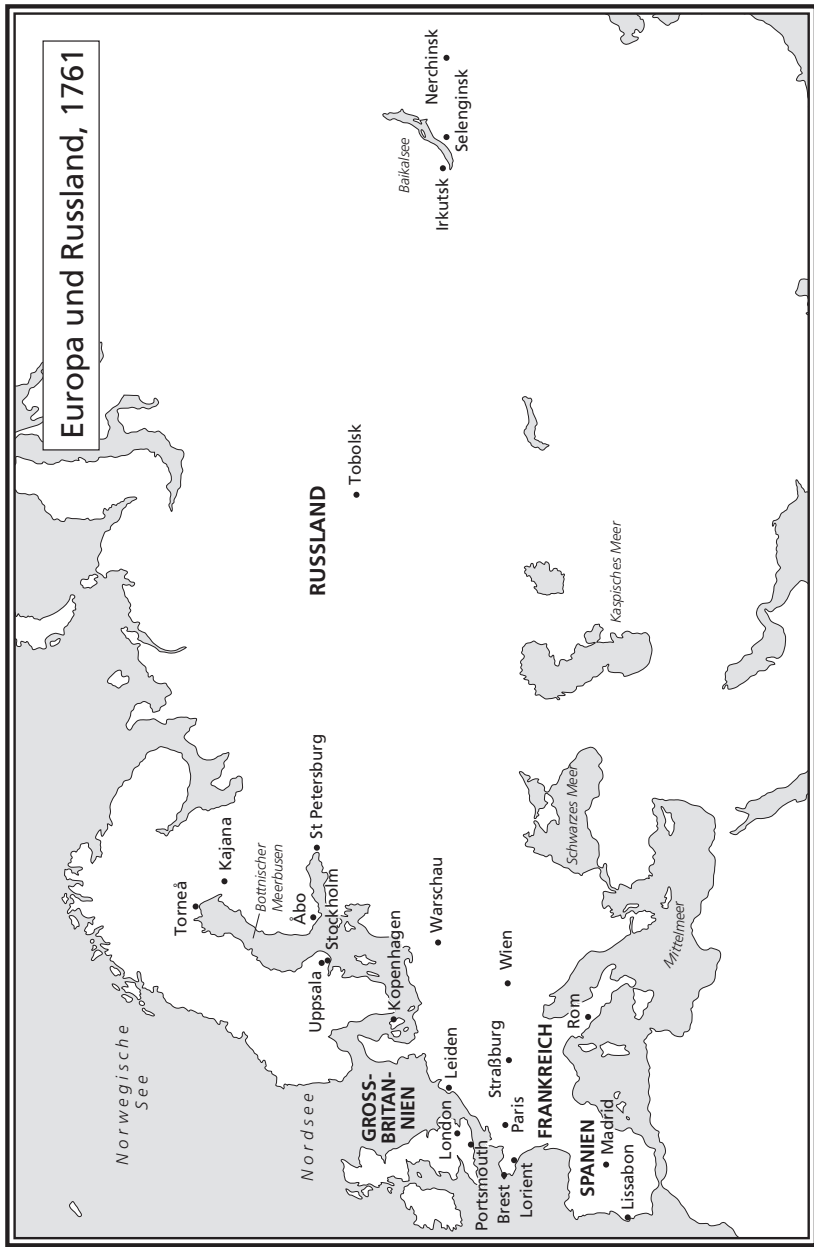 Europa und Russland, 1761
Norwegische
See
Nordsee
Torneå
Kajana
Bottnischer
Meerbusen
Åbo
St Petersburg
Uppsala
Stockholm
Kopenhagen
RUSSLAND
Tobolsk
Baikalsee
Irkutsk
Selenginsk
Nerchinsk
GROSS-
BRITAN-
NIEN
London
Leiden
Portsmouth
Warschau
Brest
Lorient
Paris
Straßburg
Wien
FRANKREICH
SPANIEN
Madrid
Lissabon
Rom
Mittelmeer
Schwarzes Meer
Kaspisches Meer